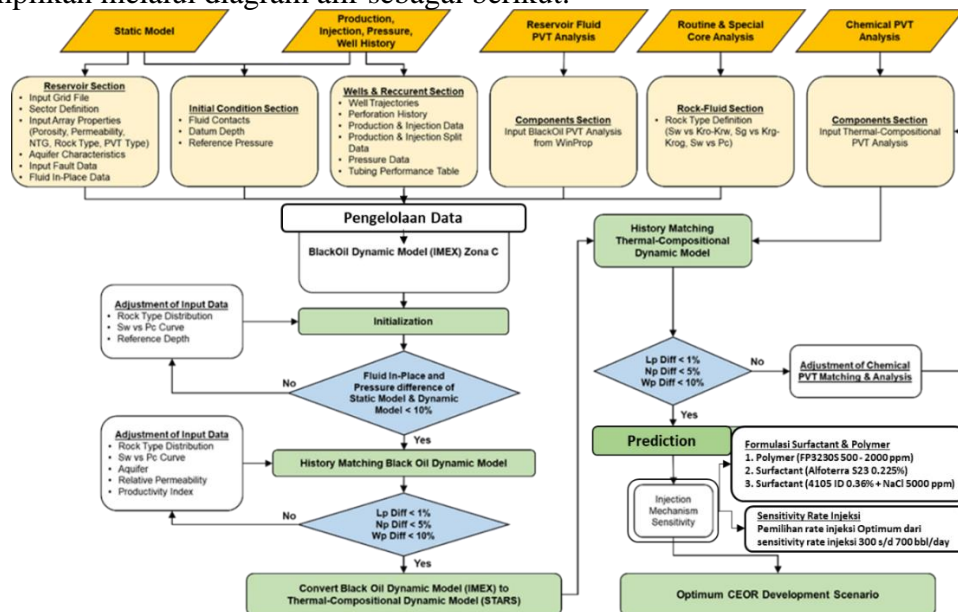 mpilkan melalui diagram alir sebagai berikut:
Static Model
Production,
Injection, Pressure,
Well History
Reservoir Fluid
PVT Analysis
Routine & Special
Core Analysis
Chemical PVT
Analysis
Reservoir Section
• Input Grid File
• Sector Definition
• Input Array Properties
(Porosity, Permeability,
NTG, Rock Type, PVT Type)
• Aquifer Characteristics
• Input Fault Data
• Fluid In-Place Data
Initial Condition Section
• Fluid Contacts
• Datum Depth
• Reference Pressure
Wells & Reccurent Section
• Well Trajectories
• Perforation History
• Production & Injection Data
• Production & Injection Split
Data
• Pressure Data
• Tubing Performance Table
Components Section
Input BlackOil PVT Analysis
from WinProp
Rock-Fluid Section
• Rock Type Definition
(Sw vs Kro-Krw, Sg vs Krg-
Krog, Sw vs Pc)
Components Section
Input Thermal-Compositional
PVT Analysis
Pengelolaan Data
BlackOil Dynamic Model (IMEX) Zona C
Adjustment of Input Data
• Rock Type Distribution
• Sw vs Pc Curve
• Reference Depth
Initialization
No
Fluid In-Place and
Pressure difference of
Static Model & Dynamic
Model < 10%
Yes
Adjustment of Input Data
• Rock Type Distribution
• Sw vs Pc Curve
• Aquifer
• Relative Permeability
• Productivity Index
History Matching Black Oil Dynamic Model
No
Lp Diff < 1%
Np Diff < 5%
Wp Diff < 10%
Yes
Convert Black Oil Dynamic Model (IMEX) to
Thermal-Compositional Dynamic Model (STARS)
History Matching
Thermal-Compositional
Dynamic Model
Lp Diff < 1%
Np Diff < 5%
Wp Diff < 10%
No
Adjustment of Chemical
PVT Matching & Analysis
Yes
Prediction
Formulasi Surfactant & Polymer
1. Polymer (FP3230S 500 - 2000 ppm)
2. Surfactant (Alfoterra S23 0.225%)
3. Surfactant (4105 ID 0.36% + NaCl 5000 ppm)
Injection
Mechanism
Sensitivity
Sensitivity Rate Injeksi
Pemilihan rate injeksi Optimum dari
sensitivity rate injeksi 300 s/d 700 bbl/day
Optimum CEOR Development Scenario